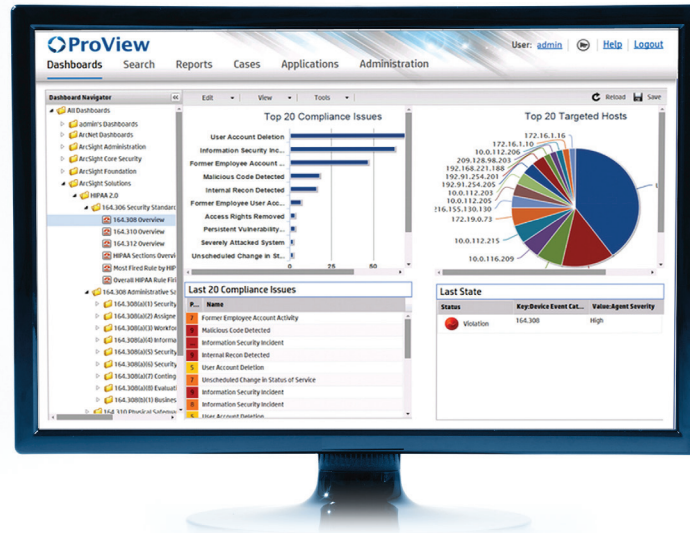 ProView
User: admin
Help
Logout
Dashboards Search Reports Cases Applications Administration
Dashboard Navigator
All Dashboards
admin's Dashboards
ArcNet Dashboards
ArcSight Administration
ArcSight Core Security
ArcSight Foundation
ArcSight Solutions
HIPAA 2.0
164.306 Security Standard
164.308 Overview
164.310 Overview
164.312 Overview
HIPAA Sections Overvi
Most Fired Rule by HIP
Overall HIPAA Rule Firi
164.308 Administrative Sa
164.308(a)(1) Security
164.308(a)(2) Assigne
164.308(a)(3) Workfor
164.308(a)(4) Informa
164.308(a)(5) Security
164.308(a)(6) Security
164.308(a)(7) Conting
164.308(a)(8) Evaluati
164.308(b)(1) Busines
164.310 Physical Safegua
Edit View Tools
Reload Save
Top 20 Compliance Issues
User Account Deletion
Information Security Inc...
Former Employee Account ...
Malicious Code Detected
Internal Recon Detected
Former Employee User Acc...
Access Rights Removed
Persistent Vulnerability...
Severely Attacked System
Unscheduled Change in St...
0 25 50
Top 20 Targeted Hosts
172.16.1.16
172.16.1.10
10.0.112.206
209.128.98.203
192.168.221.188
192.91.254.201
192.91.254.205
10.0.112.203
10.0.112.205
216.155.130.130
172.19.0.73
10.0.112.215
10.0.116.209
Last 20 Compliance Issues
P... Name
7 Former Employee Account Activity
9 Malicious Code Detected
... Information Security Incident
9 Internal Recon Detected
5 User Account Deletion
7 Unscheduled Change in Status of Service
9 Information Security Incident
8 Information Security Incident
5 User Account Deletion
Last State
Status Key:Device Event Cat... Value:Agent Severity
Violation 164.308 High